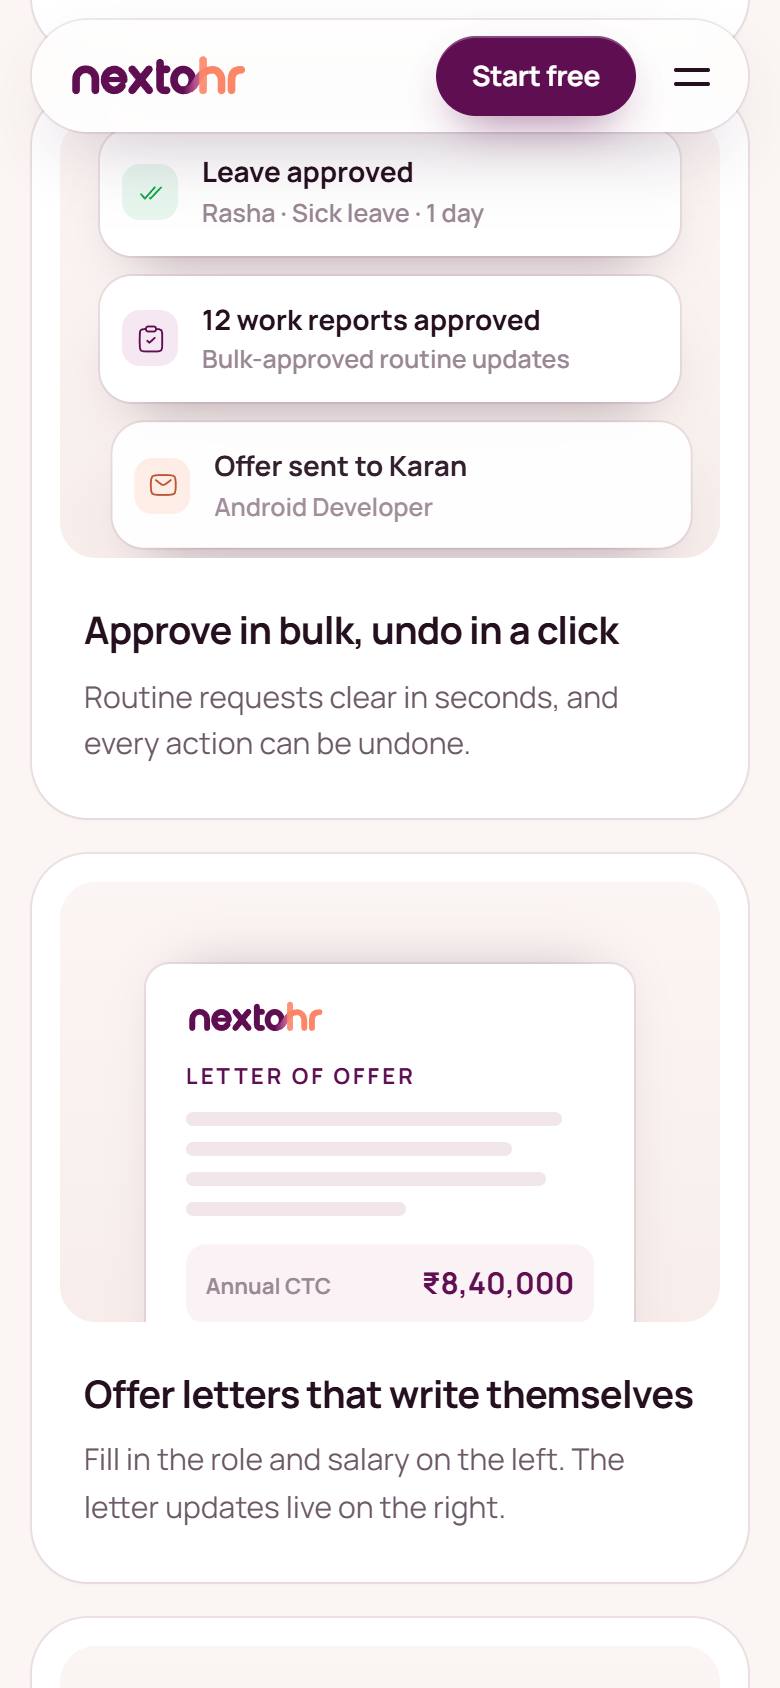 nextohr
Start free
Leave approved
Rasha · Sick leave · 1 day
12 work reports approved
Bulk-approved routine updates
Offer sent to Karan
Android Developer
Approve in bulk, undo in a click
Routine requests clear in seconds, and
every action can be undone.
nextohr
LETTER OF OFFER
Annual CTC ₹8,40,000
Offer letters that write themselves
Fill in the role and salary on the left. The
letter updates live on the right.